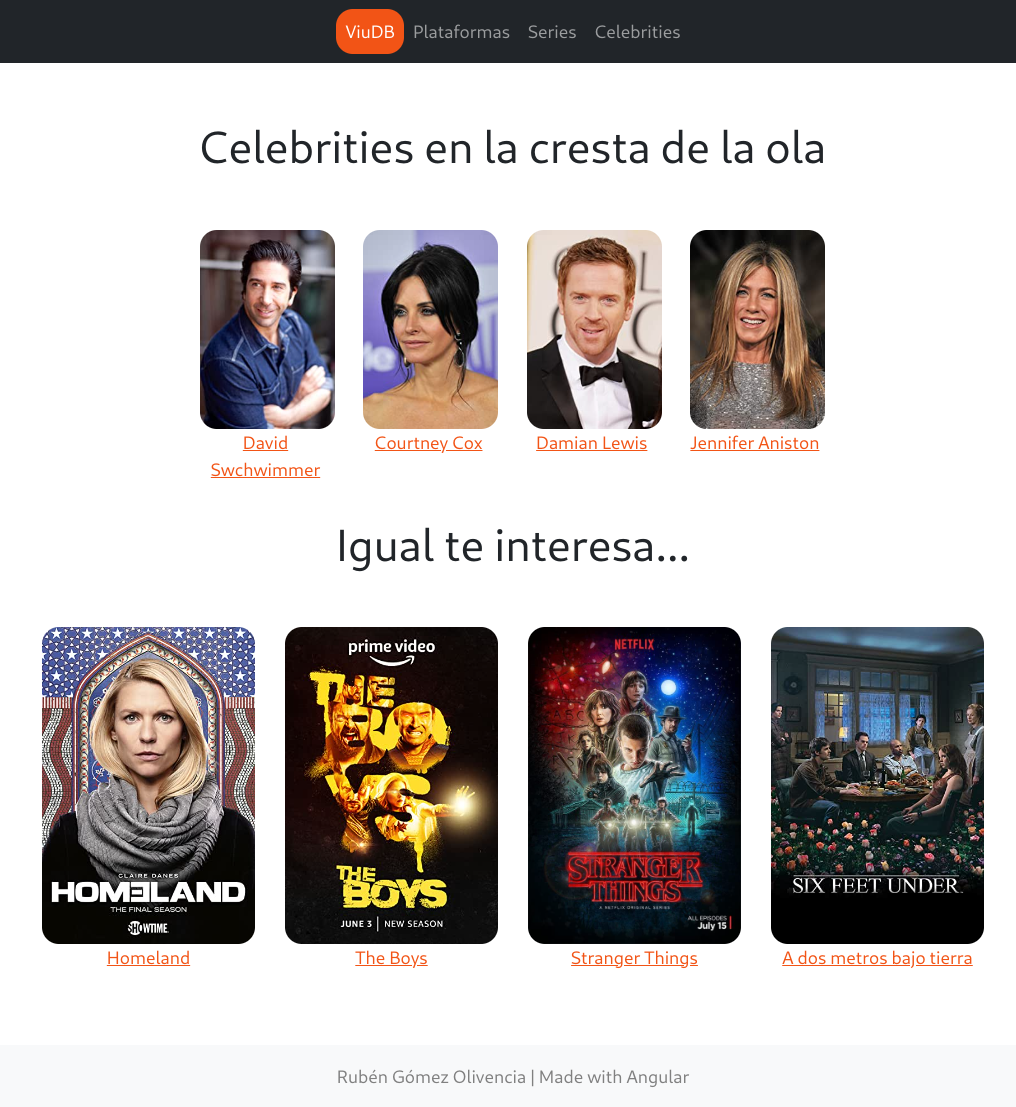 ViuDB Plataformas Series Celebrities
Celebrities en la cresta de la ola
David
Swchwimmer
Courtney Cox
Damian Lewis
Jennifer Aniston
Igual te interesa...
CLAIRE DANES
HOMELAND
THE FINAL SEASON
SHOWTIME
Homeland
prime video
THE
BO
YS
THE
BOYS
JUNE 3 | NEW SEASON
The Boys
NETFLIX
STRANGER
THINGS
A NETFLIX ORIGINAL SERIES
ALL EPISODES
July 15
Stranger Things
SIX FEET UNDER
A dos metros bajo tierra
Rubén Gómez Olivencia | Made with Angular